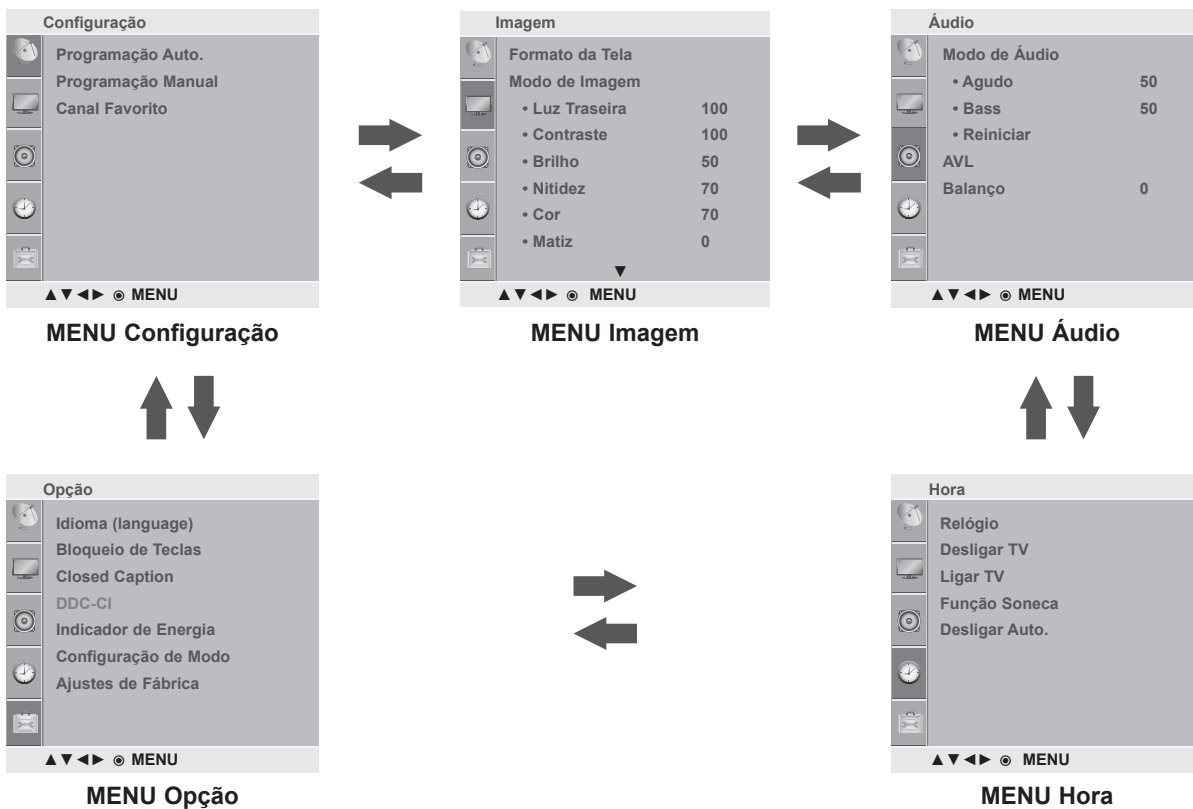 Configuração
Programação Auto.
Programação Manual
Canal Favorito
▲▼◄► ◉ MENU
MENU Configuração
Imagem
Formato da Tela
Modo de Imagem
• Luz Traseira 100
• Contraste 100
• Brilho 50
• Nitidez 70
• Cor 70
• Matiz 0
▼
▲▼◄► ◉ MENU
MENU Imagem
Áudio
Modo de Áudio
• Agudo 50
• Bass 50
• Reiniciar
AVL
Balanço 0
▲▼◄► ◉ MENU
MENU Áudio
Opção
Idioma (language)
Bloqueio de Teclas
Closed Caption
DDC-CI
Indicador de Energia
Configuração de Modo
Ajustes de Fábrica
▲▼◄► ◉ MENU
MENU Opção
Hora
Relógio
Desligar TV
Ligar TV
Função Soneca
Desligar Auto.
▲▼◄► ◉ MENU
MENU Hora